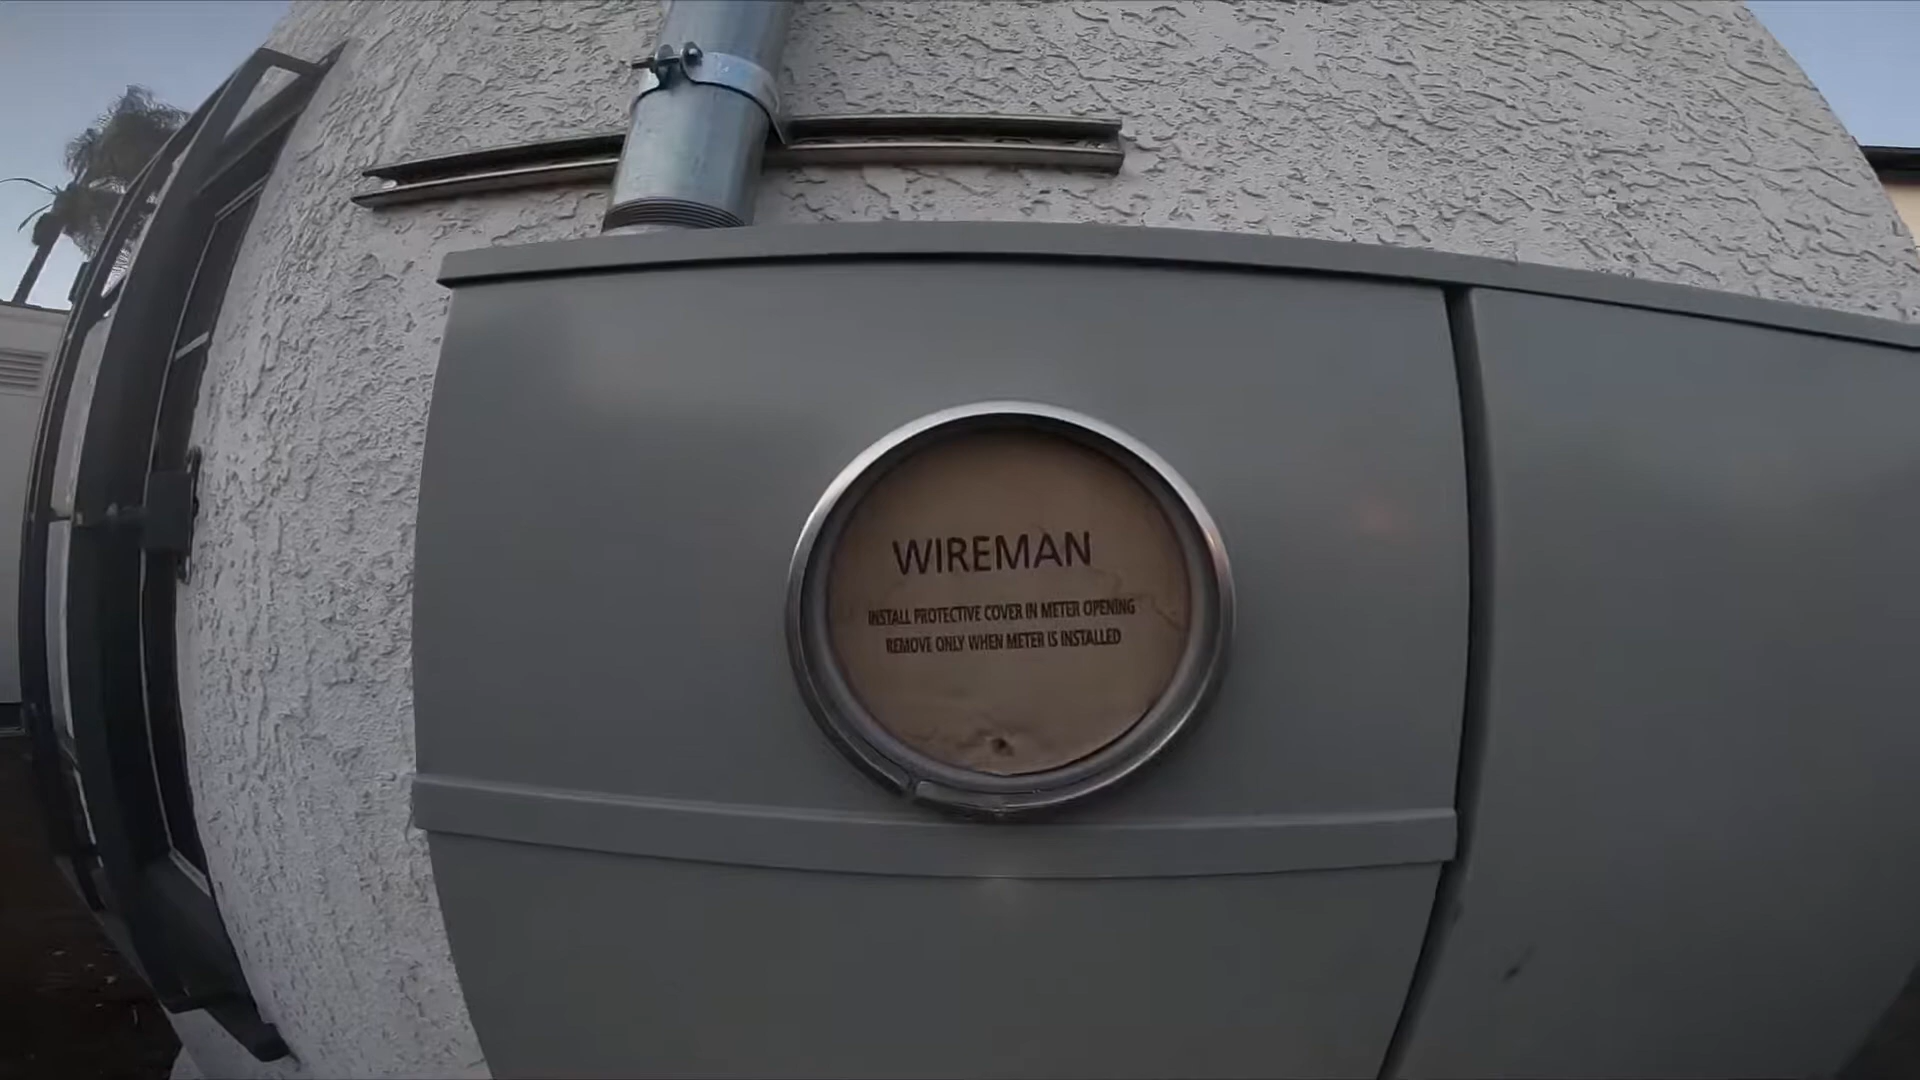 WIREMAN
INSTALL PROTECTIVE COVER IN METER OPENING
REMOVE ONLY WHEN METER IS INSTALLED